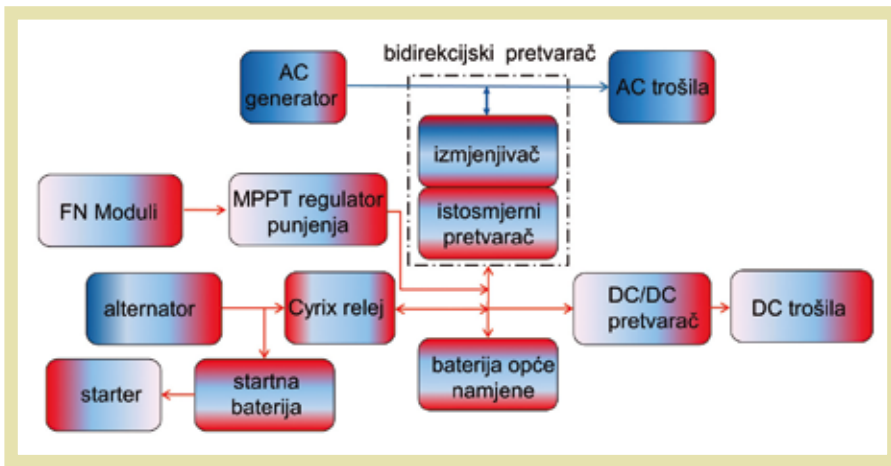 bidirekcijski pretvarač
AC
generator
AC trošila
izmjenjivač
FN Moduli
MPPT regulator
punjenja
istosmjerni
pretvarač
alternator
Cyrix relej
DC/DC
pretvarač
DC trošila
starter
startna
baterija
baterija opće
namjene